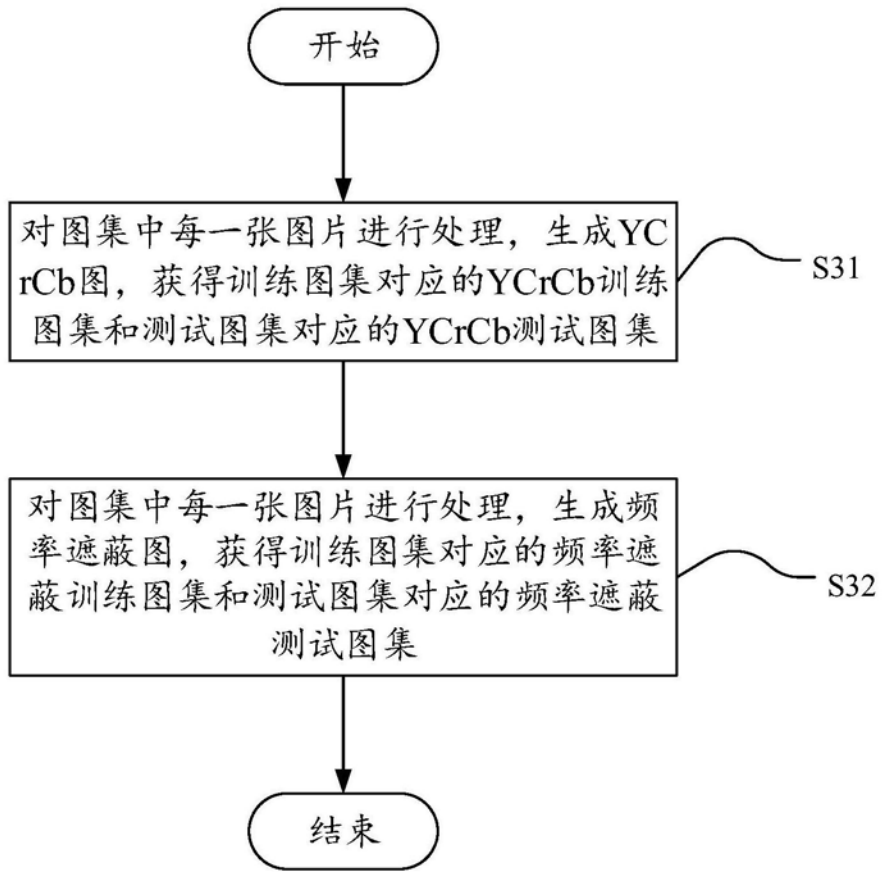 开始
对图集中每一张图片进行处理，生成YC
rCb图，获得训练图集对应的YCrCb训练
图集和测试图集对应的YCrCb测试图集
S31
对图集中每一张图片进行处理，生成频
率遮蔽图，获得训练图集对应的频率遮
蔽训练图集和测试图集对应的频率遮蔽
测试图集
S32
结束